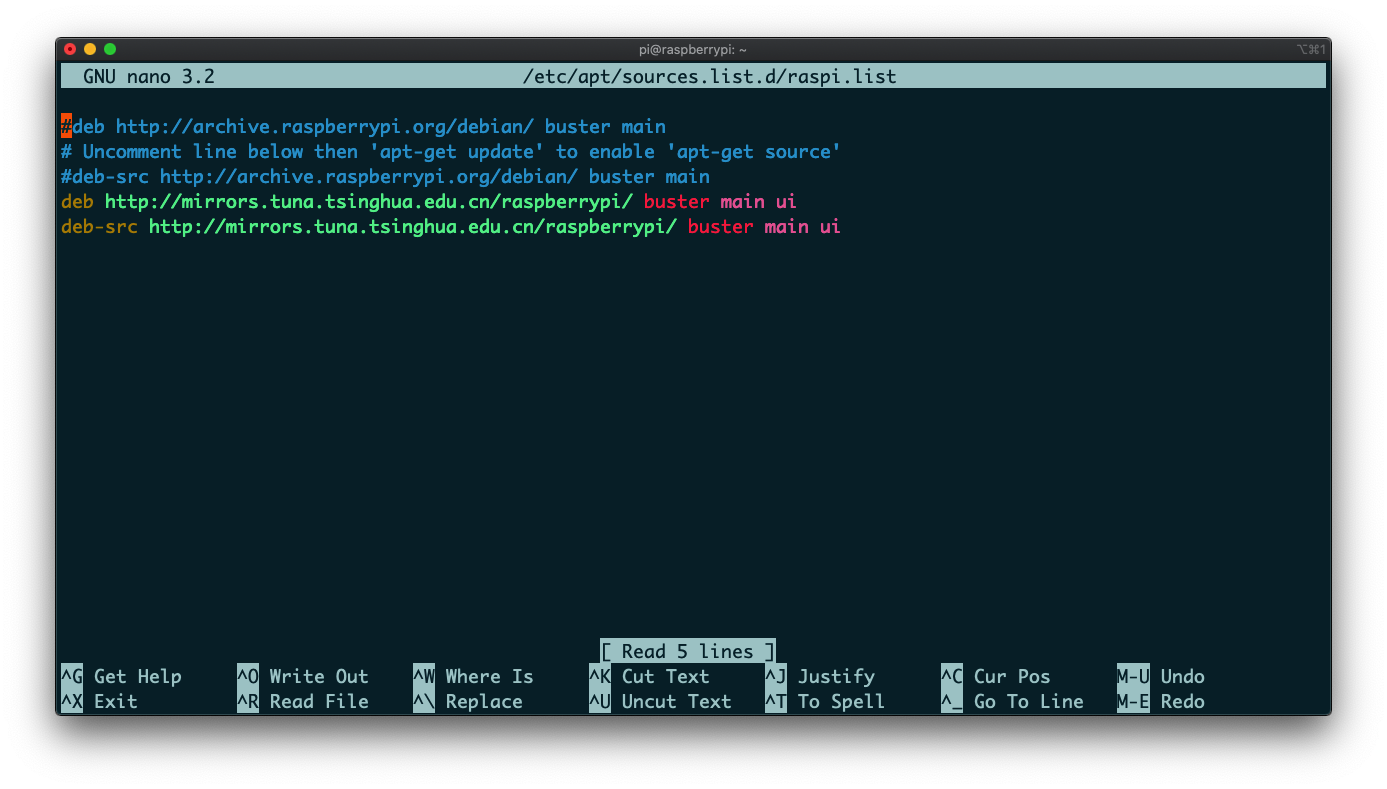 pi@raspberrypi: ~
⌥⌘1
GNU nano 3.2 /etc/apt/sources.list.d/raspi.list
#deb http://archive.raspberrypi.org/debian/ buster main
# Uncomment line below then 'apt-get update' to enable 'apt-get source'
#deb-src http://archive.raspberrypi.org/debian/ buster main
deb http://mirrors.tuna.tsinghua.edu.cn/raspberrypi/ buster main ui
deb-src http://mirrors.tuna.tsinghua.edu.cn/raspberrypi/ buster main ui
[ Read 5 lines ]
^G Get Help ^O Write Out ^W Where Is ^K Cut Text ^J Justify ^C Cur Pos M-U Undo
^X Exit ^R Read File ^\ Replace ^U Uncut Text ^T To Spell ^_ Go To Line M-E Redo